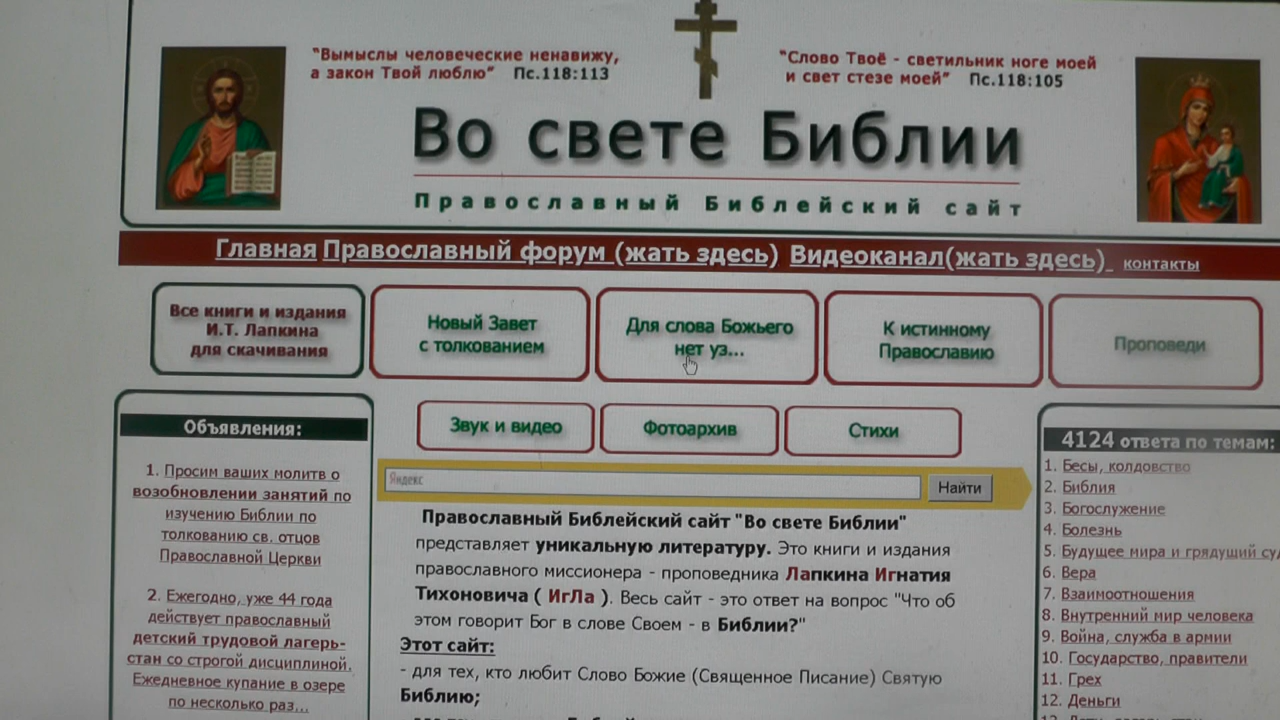 "Вымыслы человеческие ненавижу,
а закон Твой люблю" Пс.118:113
"Слово Твоё - светильник ноге моей
и свет стезе моей" Пс.118:105
Во свете Библии
Православный Библейский сайт
Главная Православный форум (жать здесь) Видеоканал(жать здесь) контакты
Все книги и издания
И.Т. Лапкина
для скачивания
Новый Завет
с толкованием
Для слова Божьего
нет уз...
К истинному
Православию
Проповеди
Звук и видео
Фотоархив
Стихи
Объявления:
1. Просим ваших молитв о
возобновлении занятий по
изучению Библии по
толкованию св. отцов
Православной Церкви
2. Ежегодно, уже 44 года
действует православный
детский трудовой лагерь-
стан со строгой дисциплиной.
Ежедневное купание в озере
по несколько раз...
Яндекс
Найти
Православный Библейский сайт "Во свете Библии"
представляет уникальную литературу. Это книги и издания
православного миссионера - проповедника Лапкина Игнатия
Тихоновича ( ИгЛа ). Весь сайт - это ответ на вопрос "Что об
этом говорит Бог в слове Своем - в Библии?"
Этот сайт:
- для тех, кто любит Слово Божие (Священное Писание) Святую
Библию;
4124 ответа по темам:
1. Бесы, колдовство
2. Библия
3. Богослужение
4. Болезнь
5. Будущее мира и грядущий
6. Вера
7. Взаимоотношения
8. Внутренний мир человека
9. Война, служба в армии
10. Государство, правители
11. Грех
12. Деньги